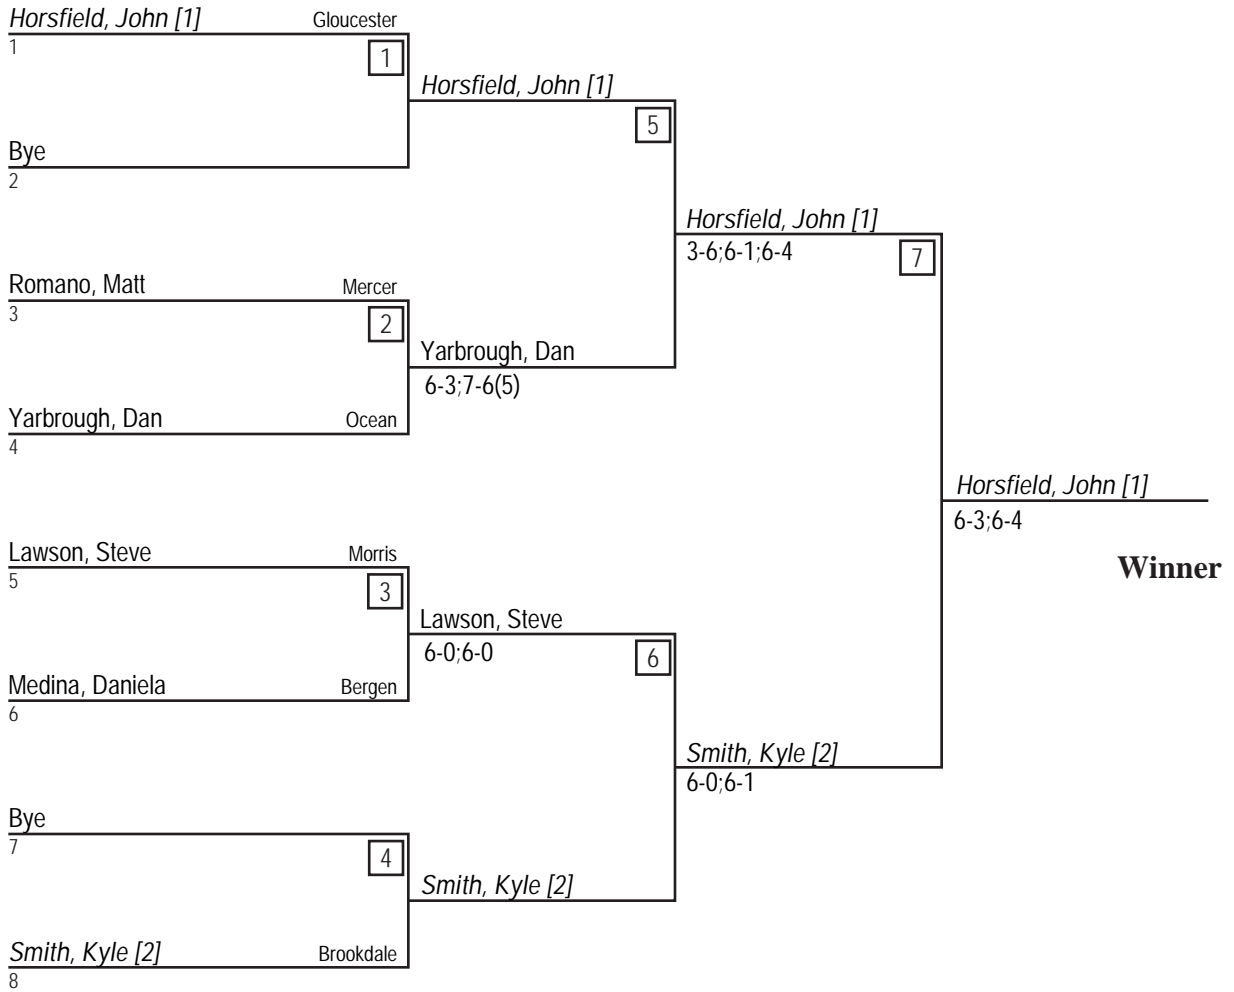 Horsfield, John [1] Gloucester
1
1
Horsfield, John [1]
5
Bye
2
Horsfield, John [1]
3-6;6-1;6-4
7
Romano, Matt Mercer
3
2
Yarbrough, Dan
6-3;7-6(5)
Yarbrough, Dan Ocean
4
Horsfield, John [1]
6-3;6-4
Winner
Lawson, Steve Morris
5
3
Lawson, Steve
6-0;6-0
6
Medina, Daniela Bergen
6
Smith, Kyle [2]
6-0;6-1
Bye
7
4
Smith, Kyle [2]
Smith, Kyle [2] Brookdale
8